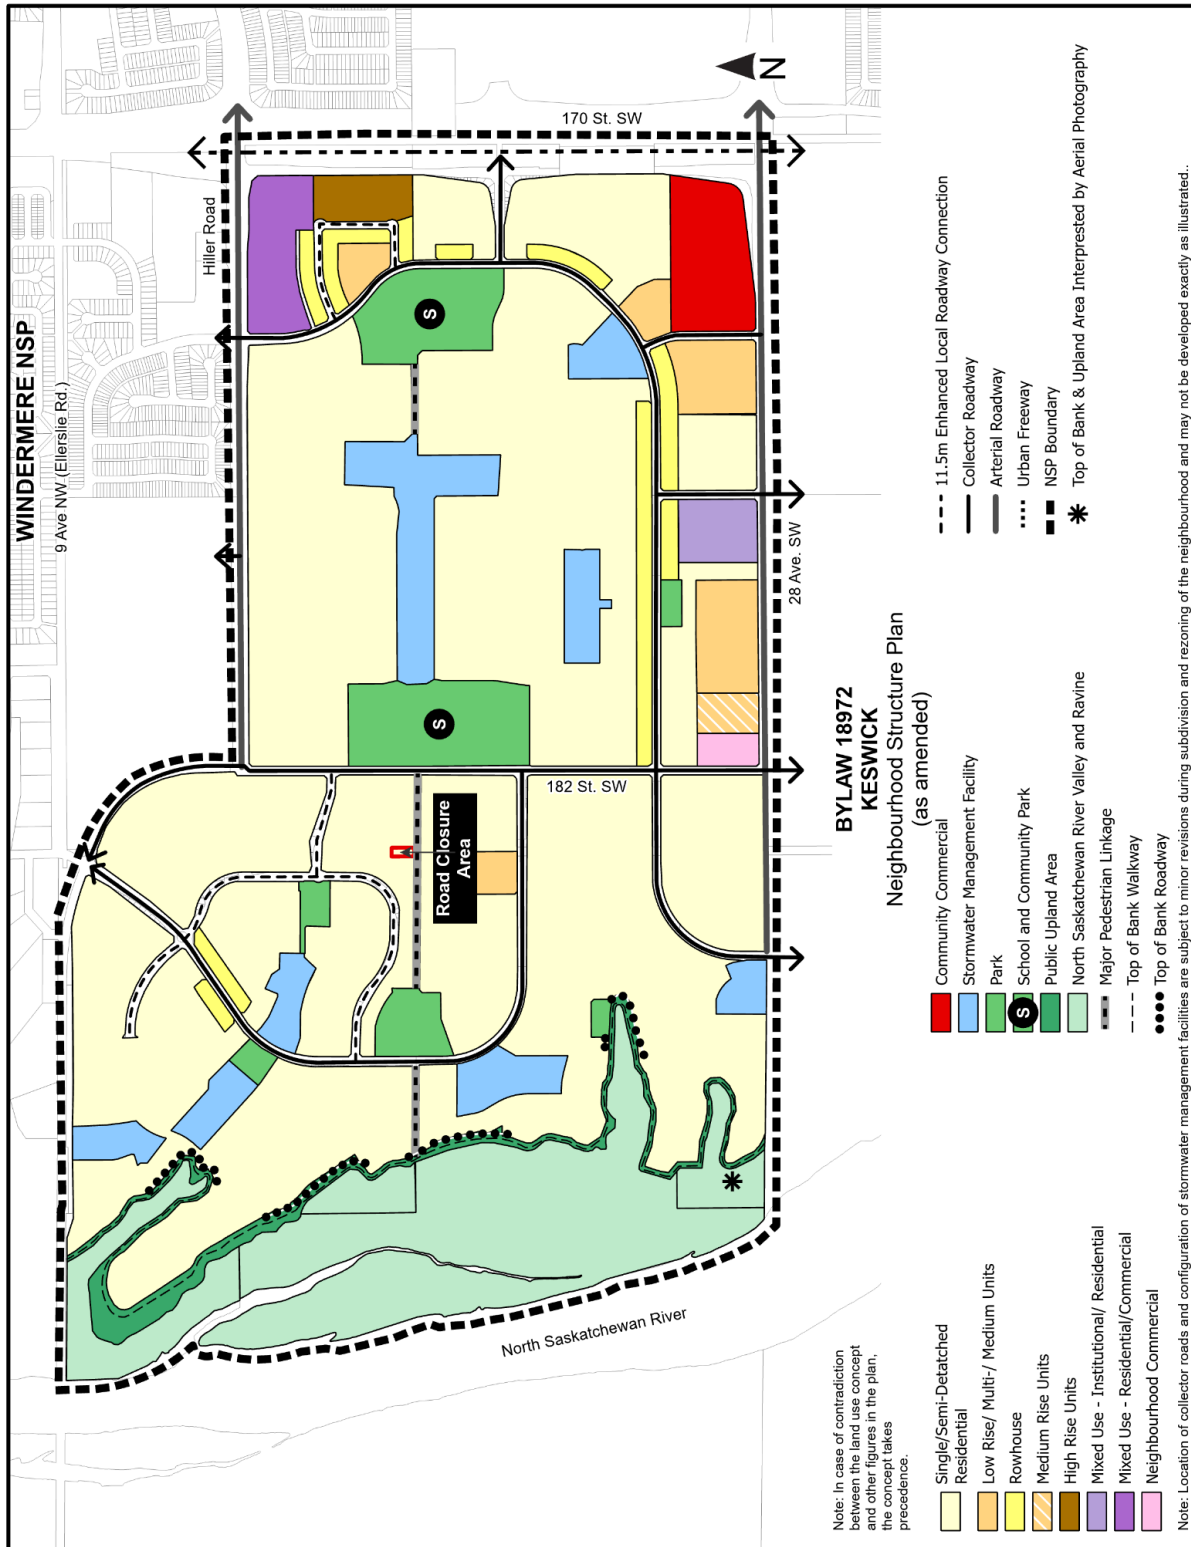 WINDERMERE NSP
9 Ave NW. (Ellerslie Rd.)
Hiller Road
170 St. SW
N
S
S
182 St. SW
28 Ave. SW
Road Closure
Area
North Saskatchewan River
BYLAW 18972
KESWICK
Neighbourhood Structure Plan
(as amended)
Note: In case of contradiction
between the land use concept
and other figures in the plan,
the concept takes
precedence.
Single/Semi-Detatched
Residential
Low Rise/ Multi-/ Medium Units
Rowhouse
Medium Rise Units
High Rise Units
Mixed Use - Institutional/ Residential
Mixed Use - Residential/Commercial
Neighbourhood Commercial
Community Commercial
Stormwater Management Facility
Park
S School and Community Park
Public Upland Area
North Saskatchewan River Valley and Ravine
Major Pedestrian Linkage
Top of Bank Walkway
Top of Bank Roadway
11.5m Enhanced Local Roadway Connection
Collector Roadway
Arterial Roadway
Urban Freeway
NSP Boundary
Top of Bank & Upland Area Interprested by Aerial Photography
Note: Location of collector roads and configuration of stormwater management facilities are subject to minor revisions during subdivision and rezoning of the neighbourhood and may not be developed exactly as illustrated..